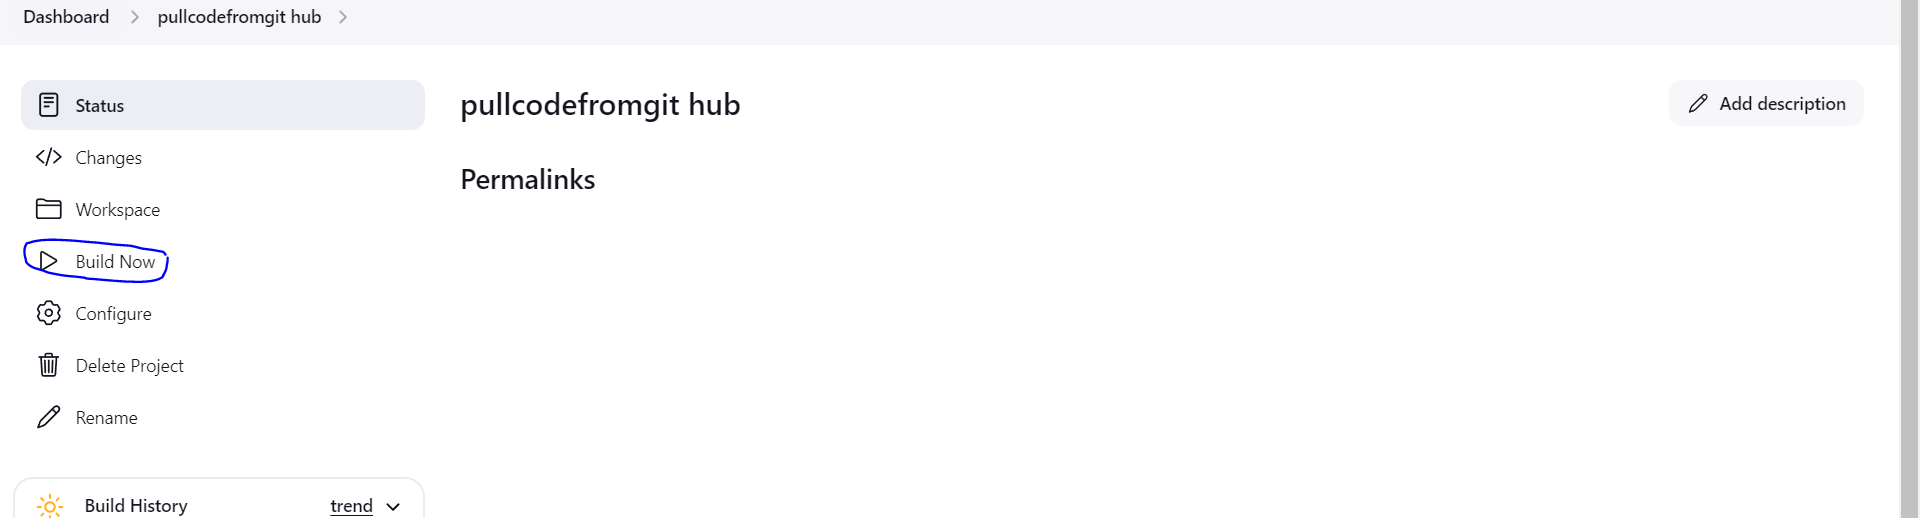 Dashboard > pullcodefromgit hub >
Status
Changes
Workspace
Build Now
Configure
Delete Project
Rename
Build History trend
pullcodefromgit hub
Add description
Permalinks